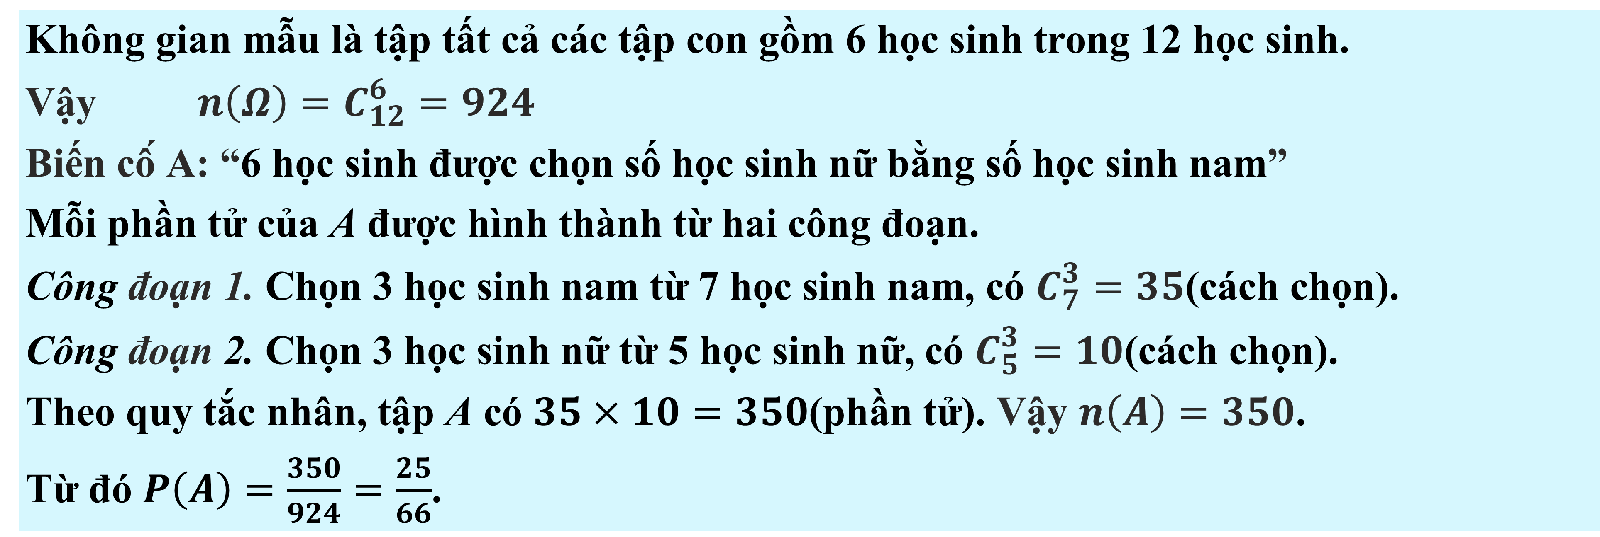 Không gian mẫu là tập tất cả các tập con gồm 6 học sinh trong 12 học sinh.
Vậy n(Ω) = C₁₂⁶ = 924
Biến cố A: “6 học sinh được chọn số học sinh nữ bằng số học sinh nam”
Mỗi phần tử của A được hình thành từ hai công đoạn.
Công đoạn 1. Chọn 3 học sinh nam từ 7 học sinh nam, có C₇³ = 35(cách chọn).
Công đoạn 2. Chọn 3 học sinh nữ từ 5 học sinh nữ, có C₅³ = 10(cách chọn).
Theo quy tắc nhân, tập A có 35 × 10 = 350(phần tử). Vậy n(A) = 350.
Từ đó P(A) = 350/924 = 25/66.